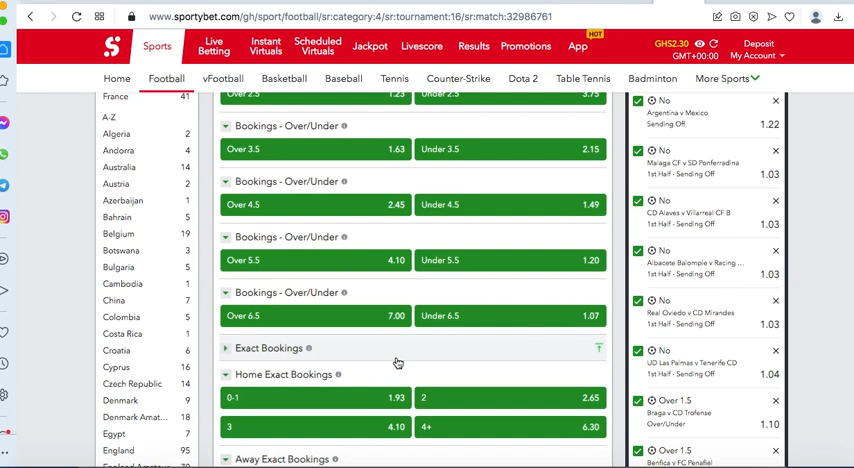 www.sportybet.com/gh/sport/football/sr:category:4/sr:tournament:16/sr:match:32986761
Sports
Live Betting
Instant Virtuals
Scheduled Virtuals
Jackpot
Livescore
Results
Promotions
App
HOT
GHS2.30
GMT+00:00
Deposit
My Account
Home
Football
vFootball
Basketball
Baseball
Tennis
Counter-Strike
Dota 2
Table Tennis
Badminton
More Sports
France 41
A-Z
Algeria 2
Andorra 4
Australia 14
Austria 2
Azerbaijan 1
Bahrain 5
Belgium 19
Botswana 3
Bulgaria 5
Cambodia 1
China 7
Colombia 5
Costa Rica 1
Croatia 6
Cyprus 16
Czech Republic 14
Denmark 9
Denmark Amat... 18
Egypt 7
England 95
Over 2.5 1.23 Under 2.5 3.75
Bookings - Over/Under
Over 3.5 1.63 Under 3.5 2.15
Bookings - Over/Under
Over 4.5 2.45 Under 4.5 1.49
Bookings - Over/Under
Over 5.5 4.10 Under 5.5 1.20
Bookings - Over/Under
Over 6.5 7.00 Under 6.5 1.07
Exact Bookings
Home Exact Bookings
0-1 1.93 2 2.65
3 4.10 4+ 6.30
Away Exact Bookings
No
Argentina v Mexico
Sending Off 1.22
No
Malaga CF v SD Ponferradina
1st Half - Sending Off 1.03
No
CD Alaves v Villarreal CF B
1st Half - Sending Off 1.03
No
Albacete Balompie v Racing ...
1st Half - Sending Off 1.03
No
Real Oviedo v CD Mirandes
1st Half - Sending Off 1.03
No
UD Las Palmas v Tenerife CD
1st Half - Sending Off 1.04
Over 1.5
Braga v CD Trofense
Over/Under 1.10
Over 1.5
Benfica v FC Penafiel